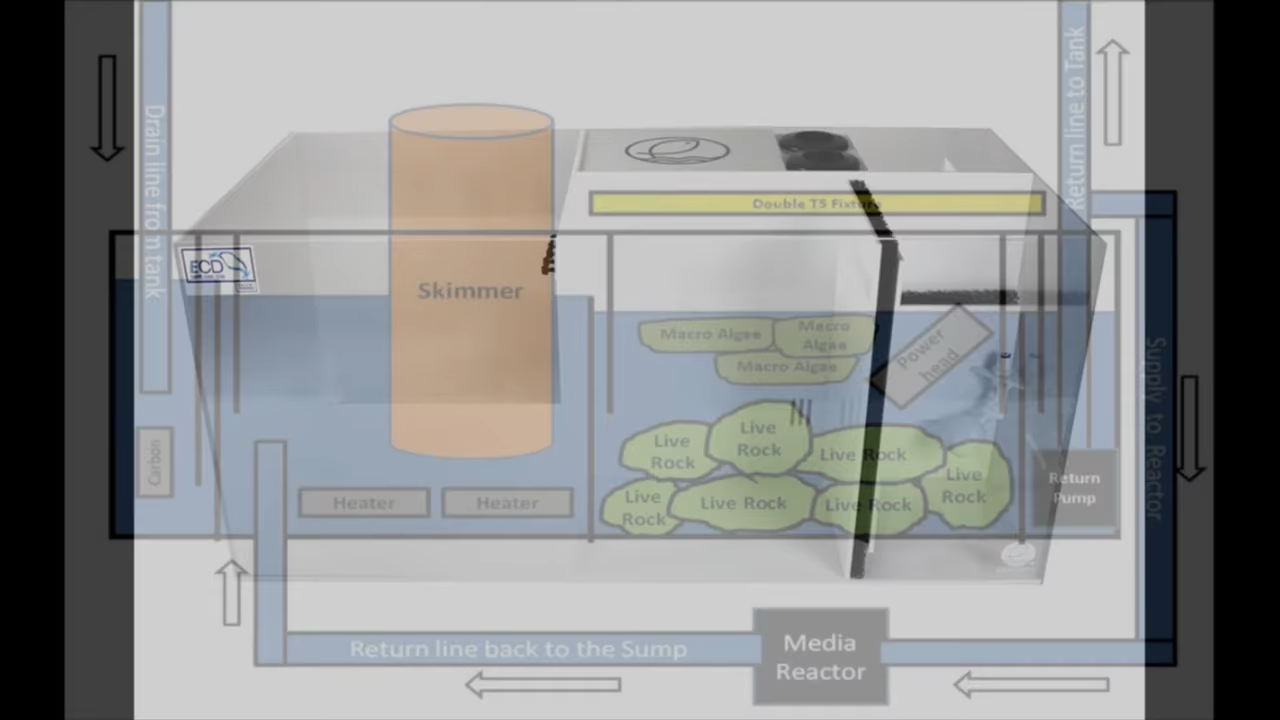 Drain line from tank
Return line to Tank
Double T5 Fixture
ECD
Skimmer
Macro Algae
Macro
Algae
Macro Algae
Power
head
Supply to Reactor
Carbon
Heater
Heater
Live
Rock
Live
Rock
Live Rock
Live
Rock
Live
Rock
Live Rock
Live Rock
Return
Pump
Return line back to the Sump
Media
Reactor